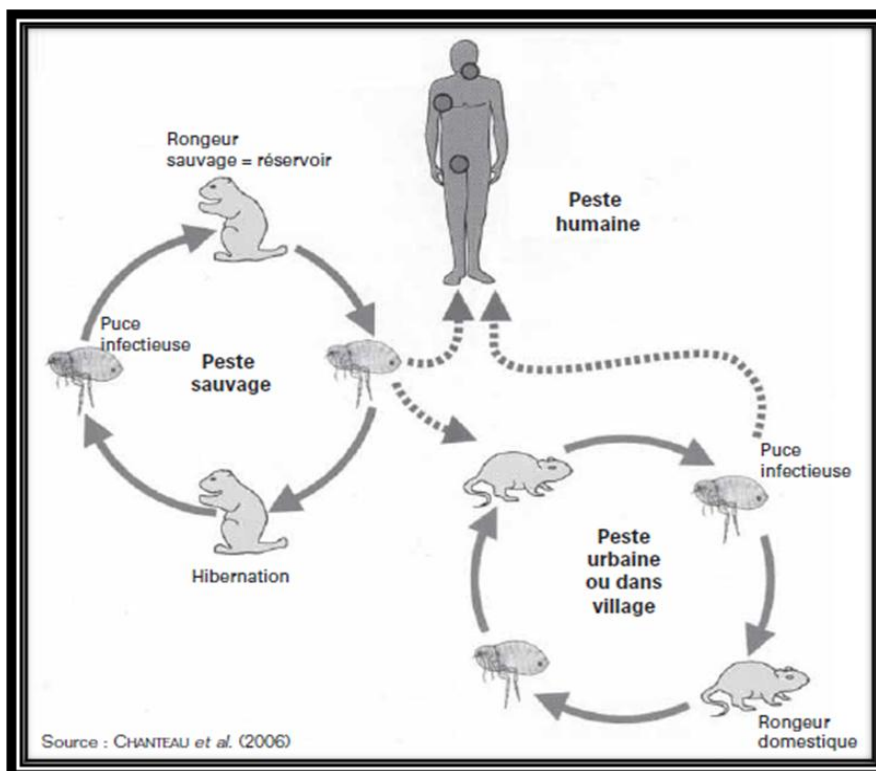 Rongeur
sauvage = réservoir
Peste
humaine
Puce
infectieuse
Peste
sauvage
Hibernation
Puce
infectieuse
Peste
urbaine
ou dans
village
Rongeur
domestique
Source : CHANTEAU et al. (2006)